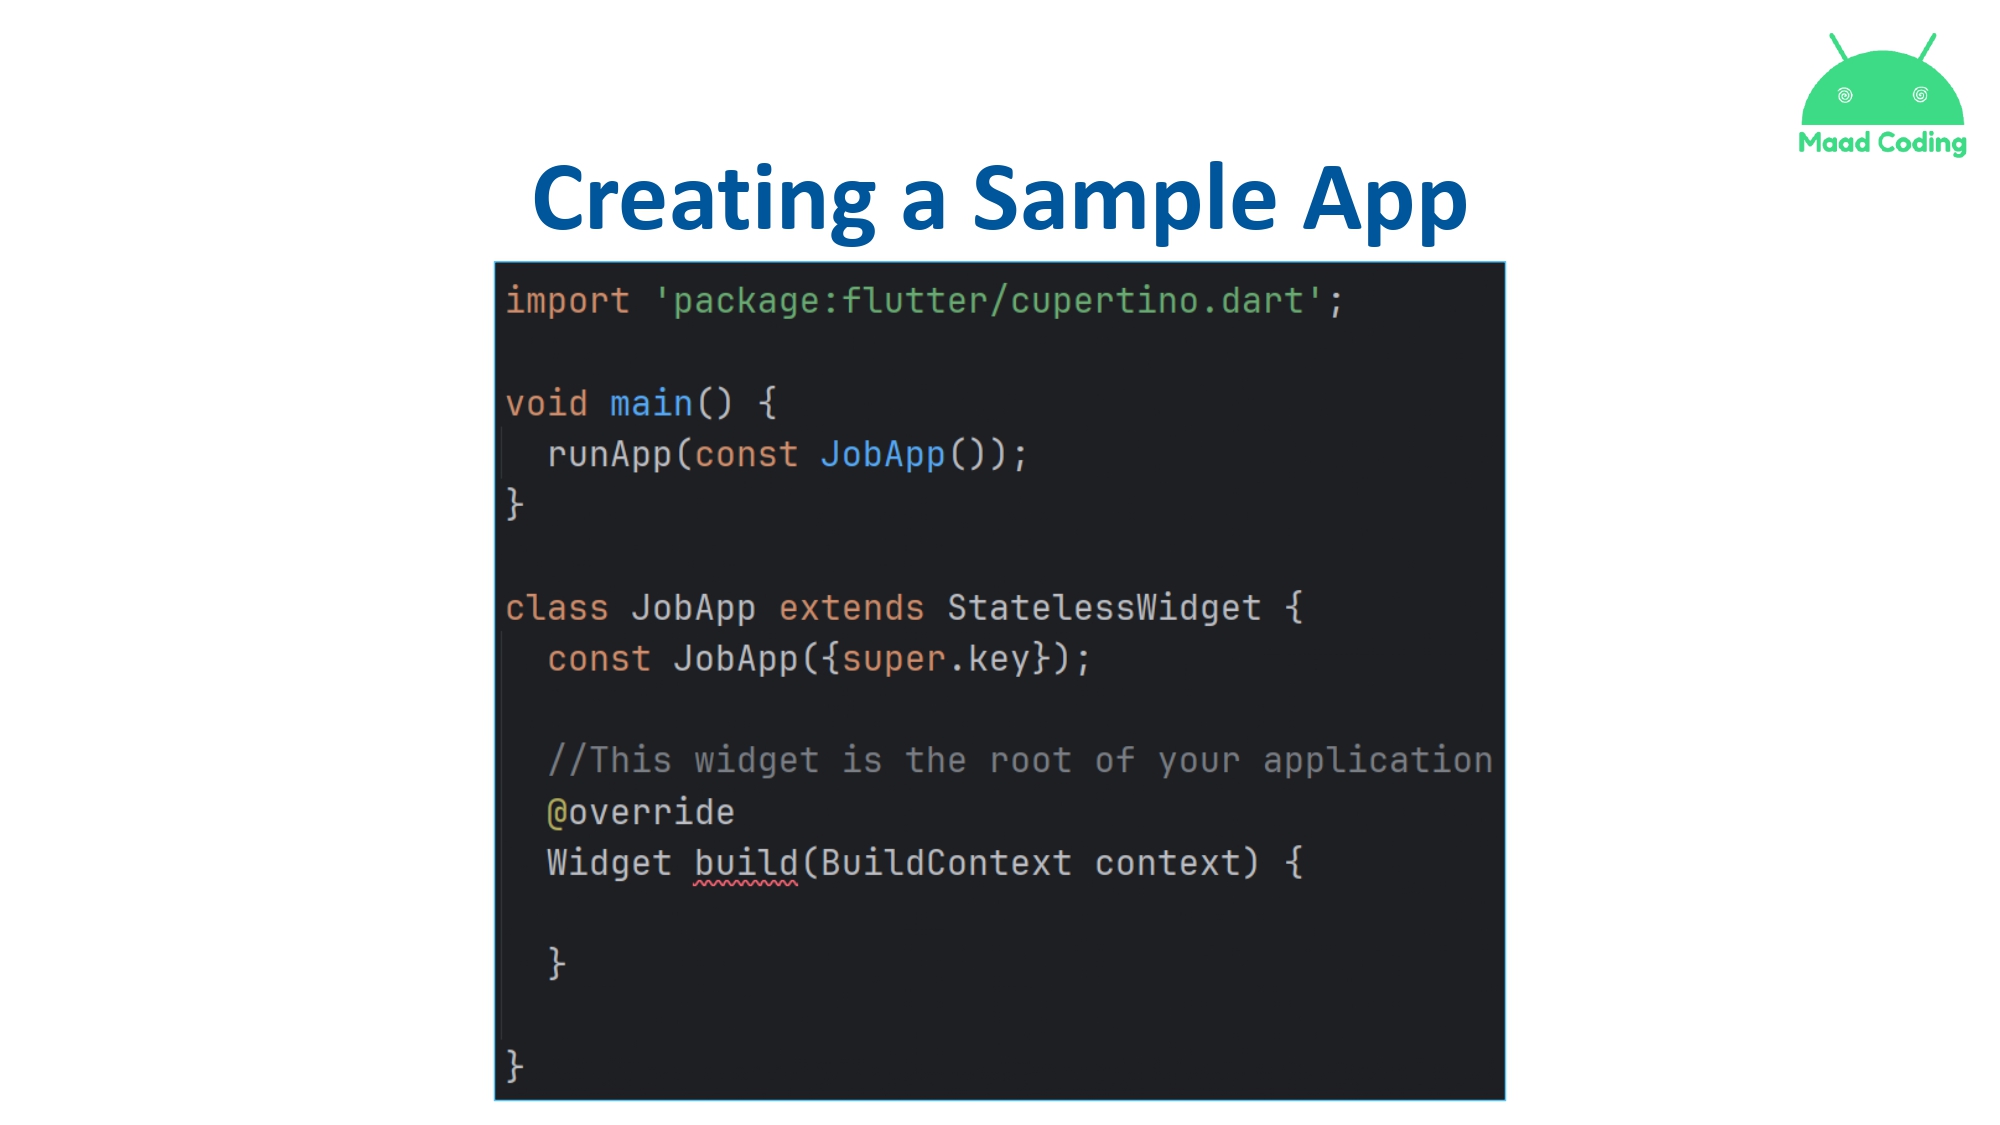 Maad Coding
Creating a Sample App
import 'package:flutter/cupertino.dart';
void main() {
  runApp(const JobApp());
}
class JobApp extends StatelessWidget {
  const JobApp({super.key});
  //This widget is the root of your application
  @override
  Widget build(BuildContext context) {
  }
}